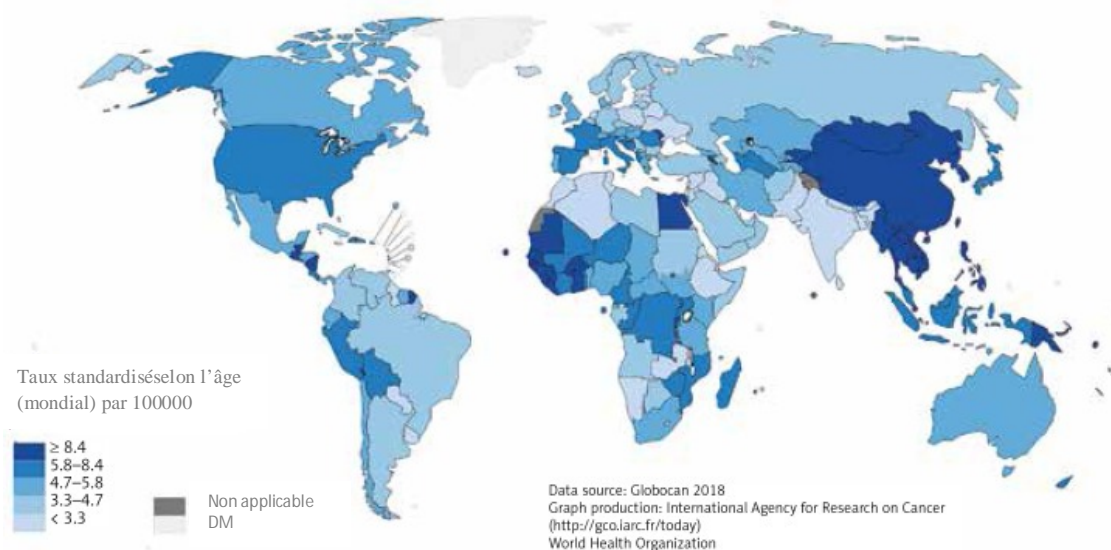 Taux standardiséselon l'âge
(mondial) par 100000
≥ 8.4
5.8–8.4
4.7–5.8
3.3–4.7
< 3.3
Non applicable
DM
Data source: Globocan 2018
Graph production: International Agency for Research on Cancer
(http://gco.iarc.fr/today)
World Health Organization